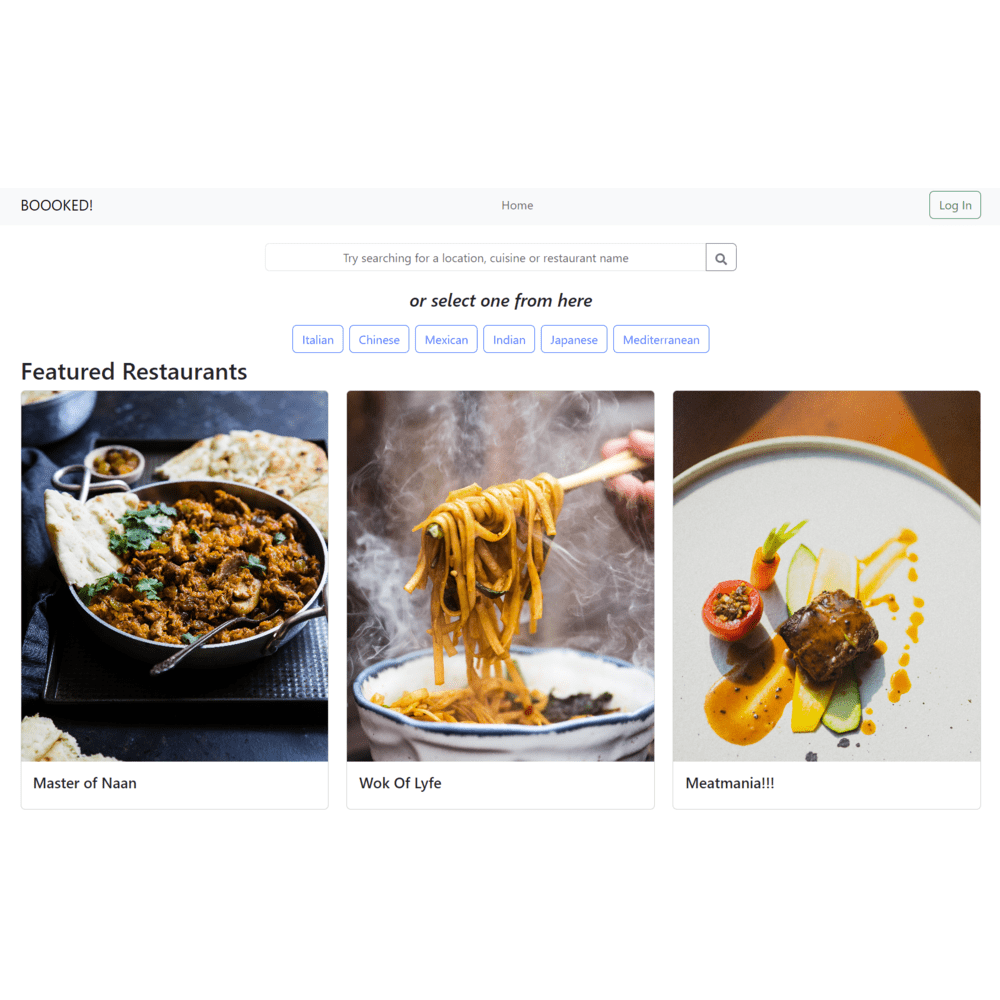 BOOOKED! Home Log In
Try searching for a location, cuisine or restaurant name
or select one from here
Italian Chinese Mexican Indian Japanese Mediterranean
Featured Restaurants
Master of Naan Wok Of Lyfe Meatmania!!!